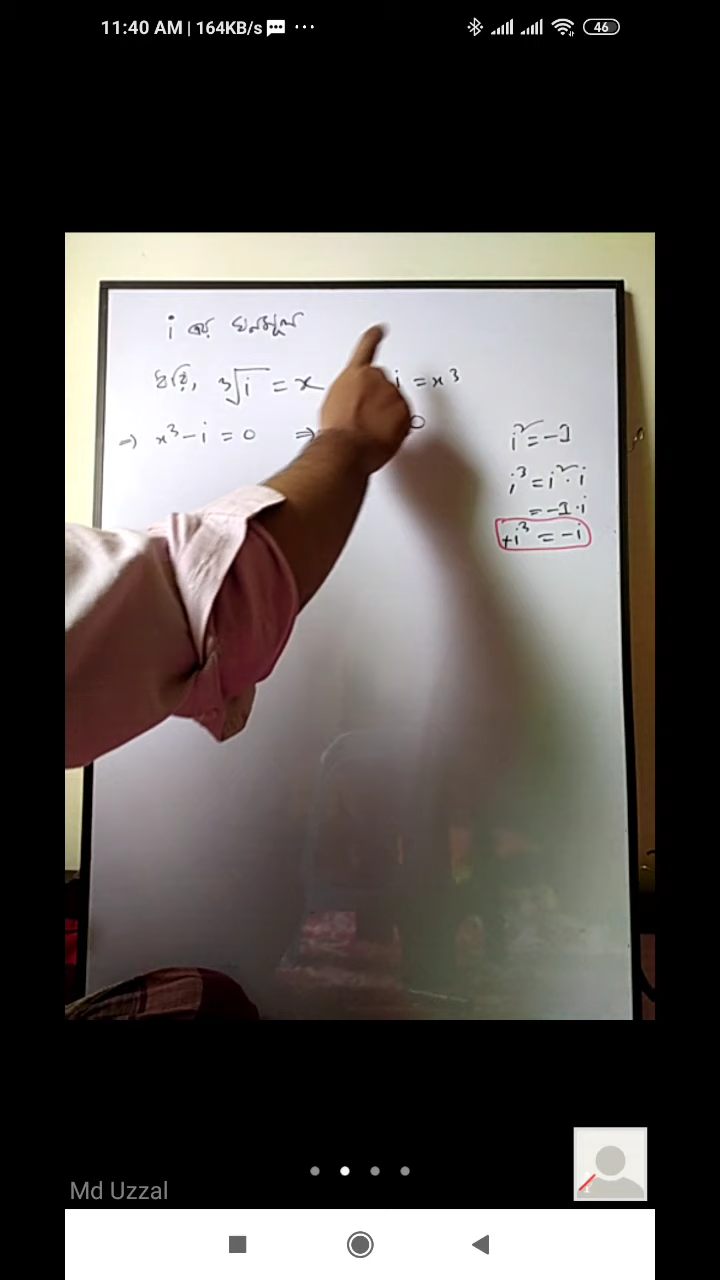 11:40 AM | 164KB/s ...
46
i এর ঘনমূল
ধরি, ∛i = x
i = x³
⇒ x³ - i = 0 ⇒
0
i² = -1
i³ = i² · i
= -1 · i
+i³ = -i
Md Uzzal